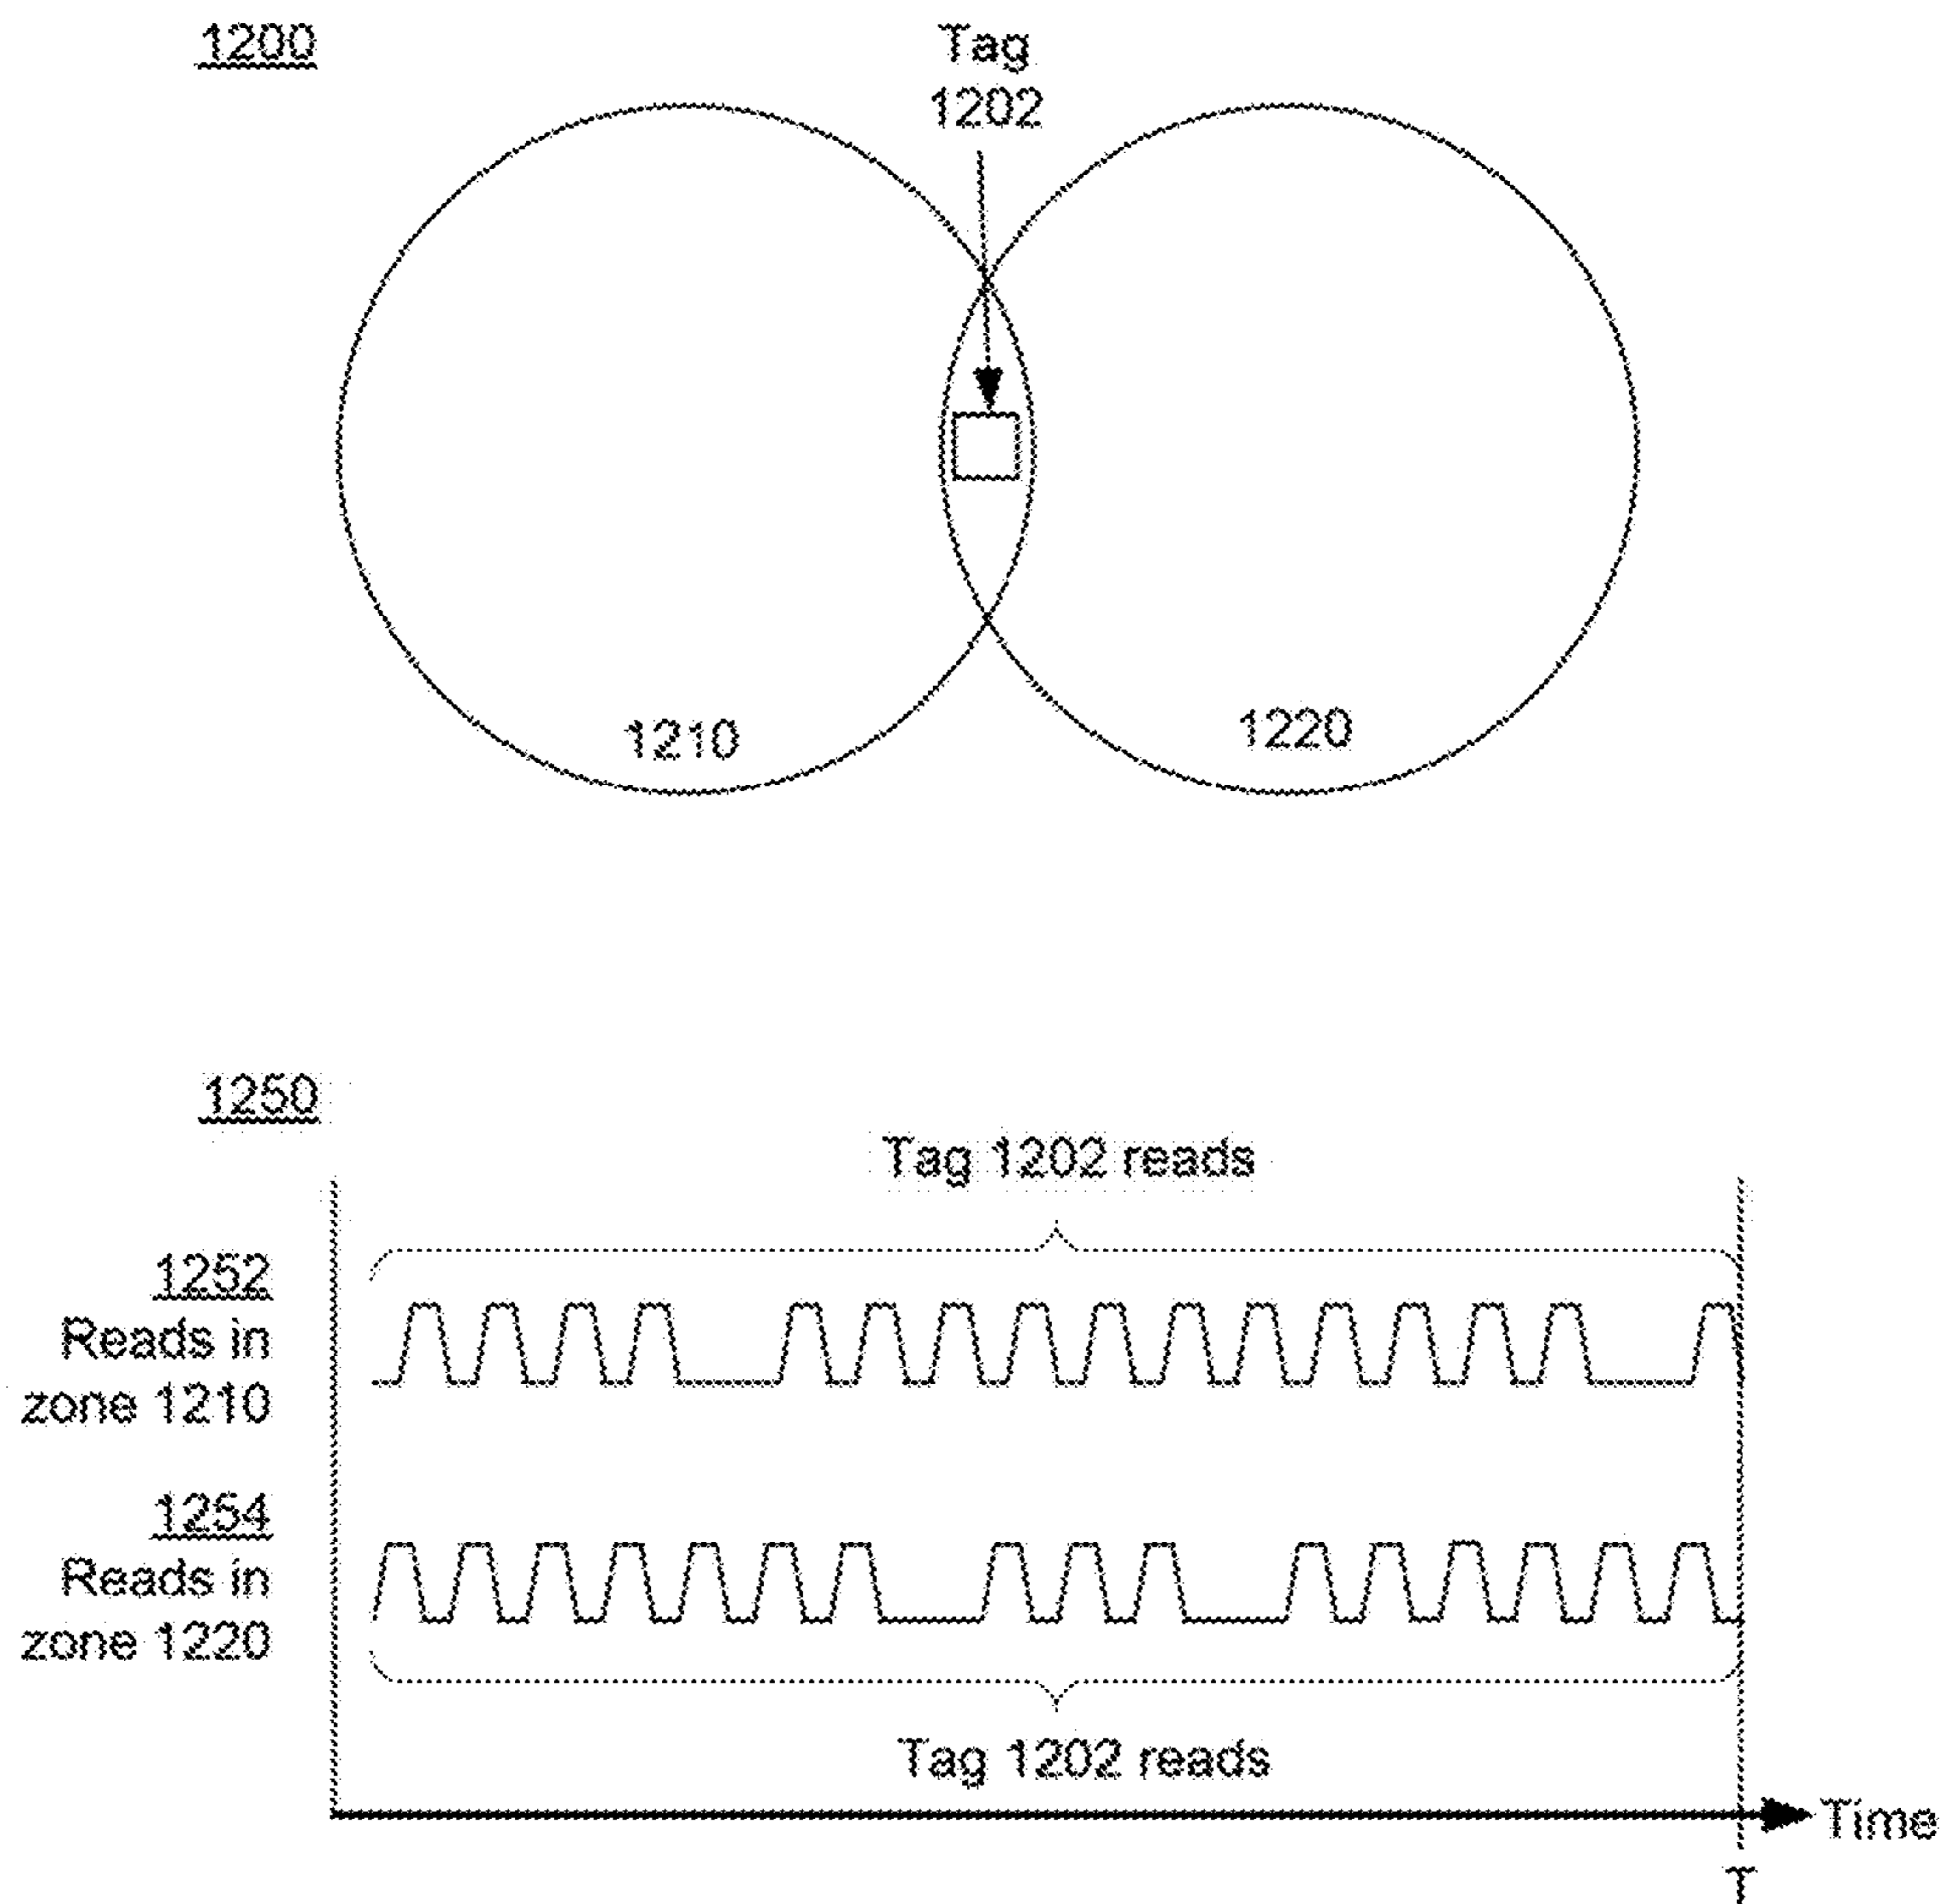 1200
Tag
1202
1210
1220
1250
Tag 1202 reads
1252
Reads in
zone 1210
1254
Reads in
zone 1220
Tag 1202 reads
Time
T